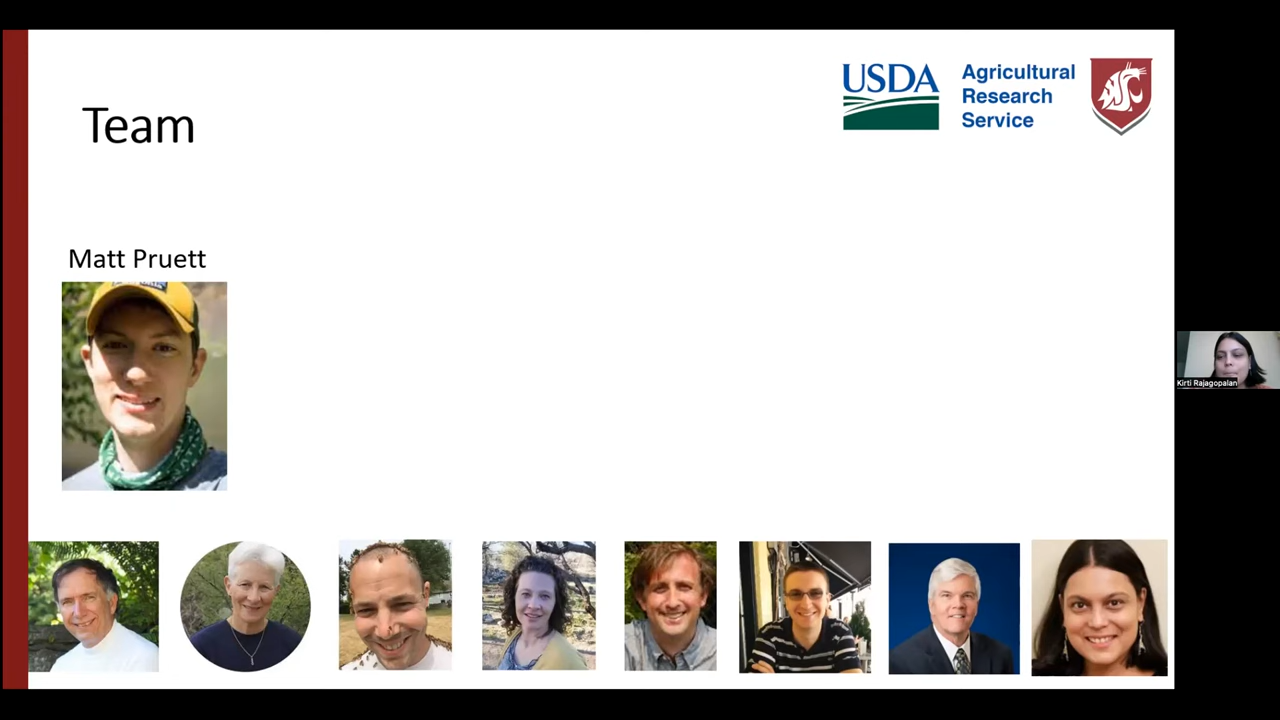 Team
USDA
Agricultural
Research
Service
Matt Pruett
Kirti Rajagopalan